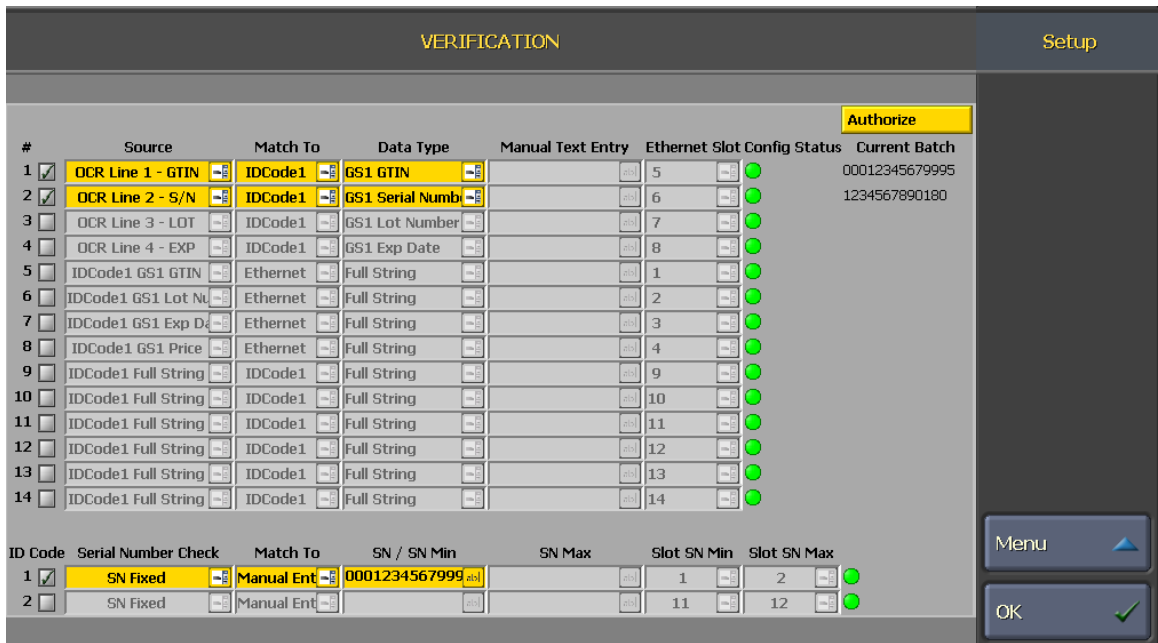 VERIFICATION
Setup
Authorize
# Source Match To Data Type Manual Text Entry Ethernet Slot Config Status Current Batch
1 OCR Line 1 - GTIN IDCode1 GS1 GTIN 5 00012345679995
2 OCR Line 2 - S/N IDCode1 GS1 Serial Numb 6 1234567890180
3 OCR Line 3 - LOT IDCode1 GS1 Lot Number 7
4 OCR Line 4 - EXP IDCode1 GS1 Exp Date 8
5 IDCode1 GS1 GTIN Ethernet Full String 1
6 IDCode1 GS1 Lot Nu Ethernet Full String 2
7 IDCode1 GS1 Exp Da Ethernet Full String 3
8 IDCode1 GS1 Price Ethernet Full String 4
9 IDCode1 Full String IDCode1 Full String 9
10 IDCode1 Full String IDCode1 Full String 10
11 IDCode1 Full String IDCode1 Full String 11
12 IDCode1 Full String IDCode1 Full String 12
13 IDCode1 Full String IDCode1 Full String 13
14 IDCode1 Full String IDCode1 Full String 14
ID Code Serial Number Check Match To SN / SN Min SN Max Slot SN Min Slot SN Max
1 SN Fixed Manual Ent 0001234567999 abl 1 2
2 SN Fixed Manual Ent 11 12
Menu
OK